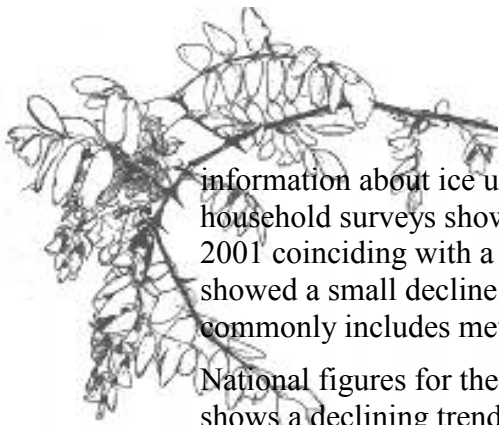 information about ice u
household surveys show
2001 coinciding with a
showed a small decline
commonly includes me
National figures for the
shows a declining trend